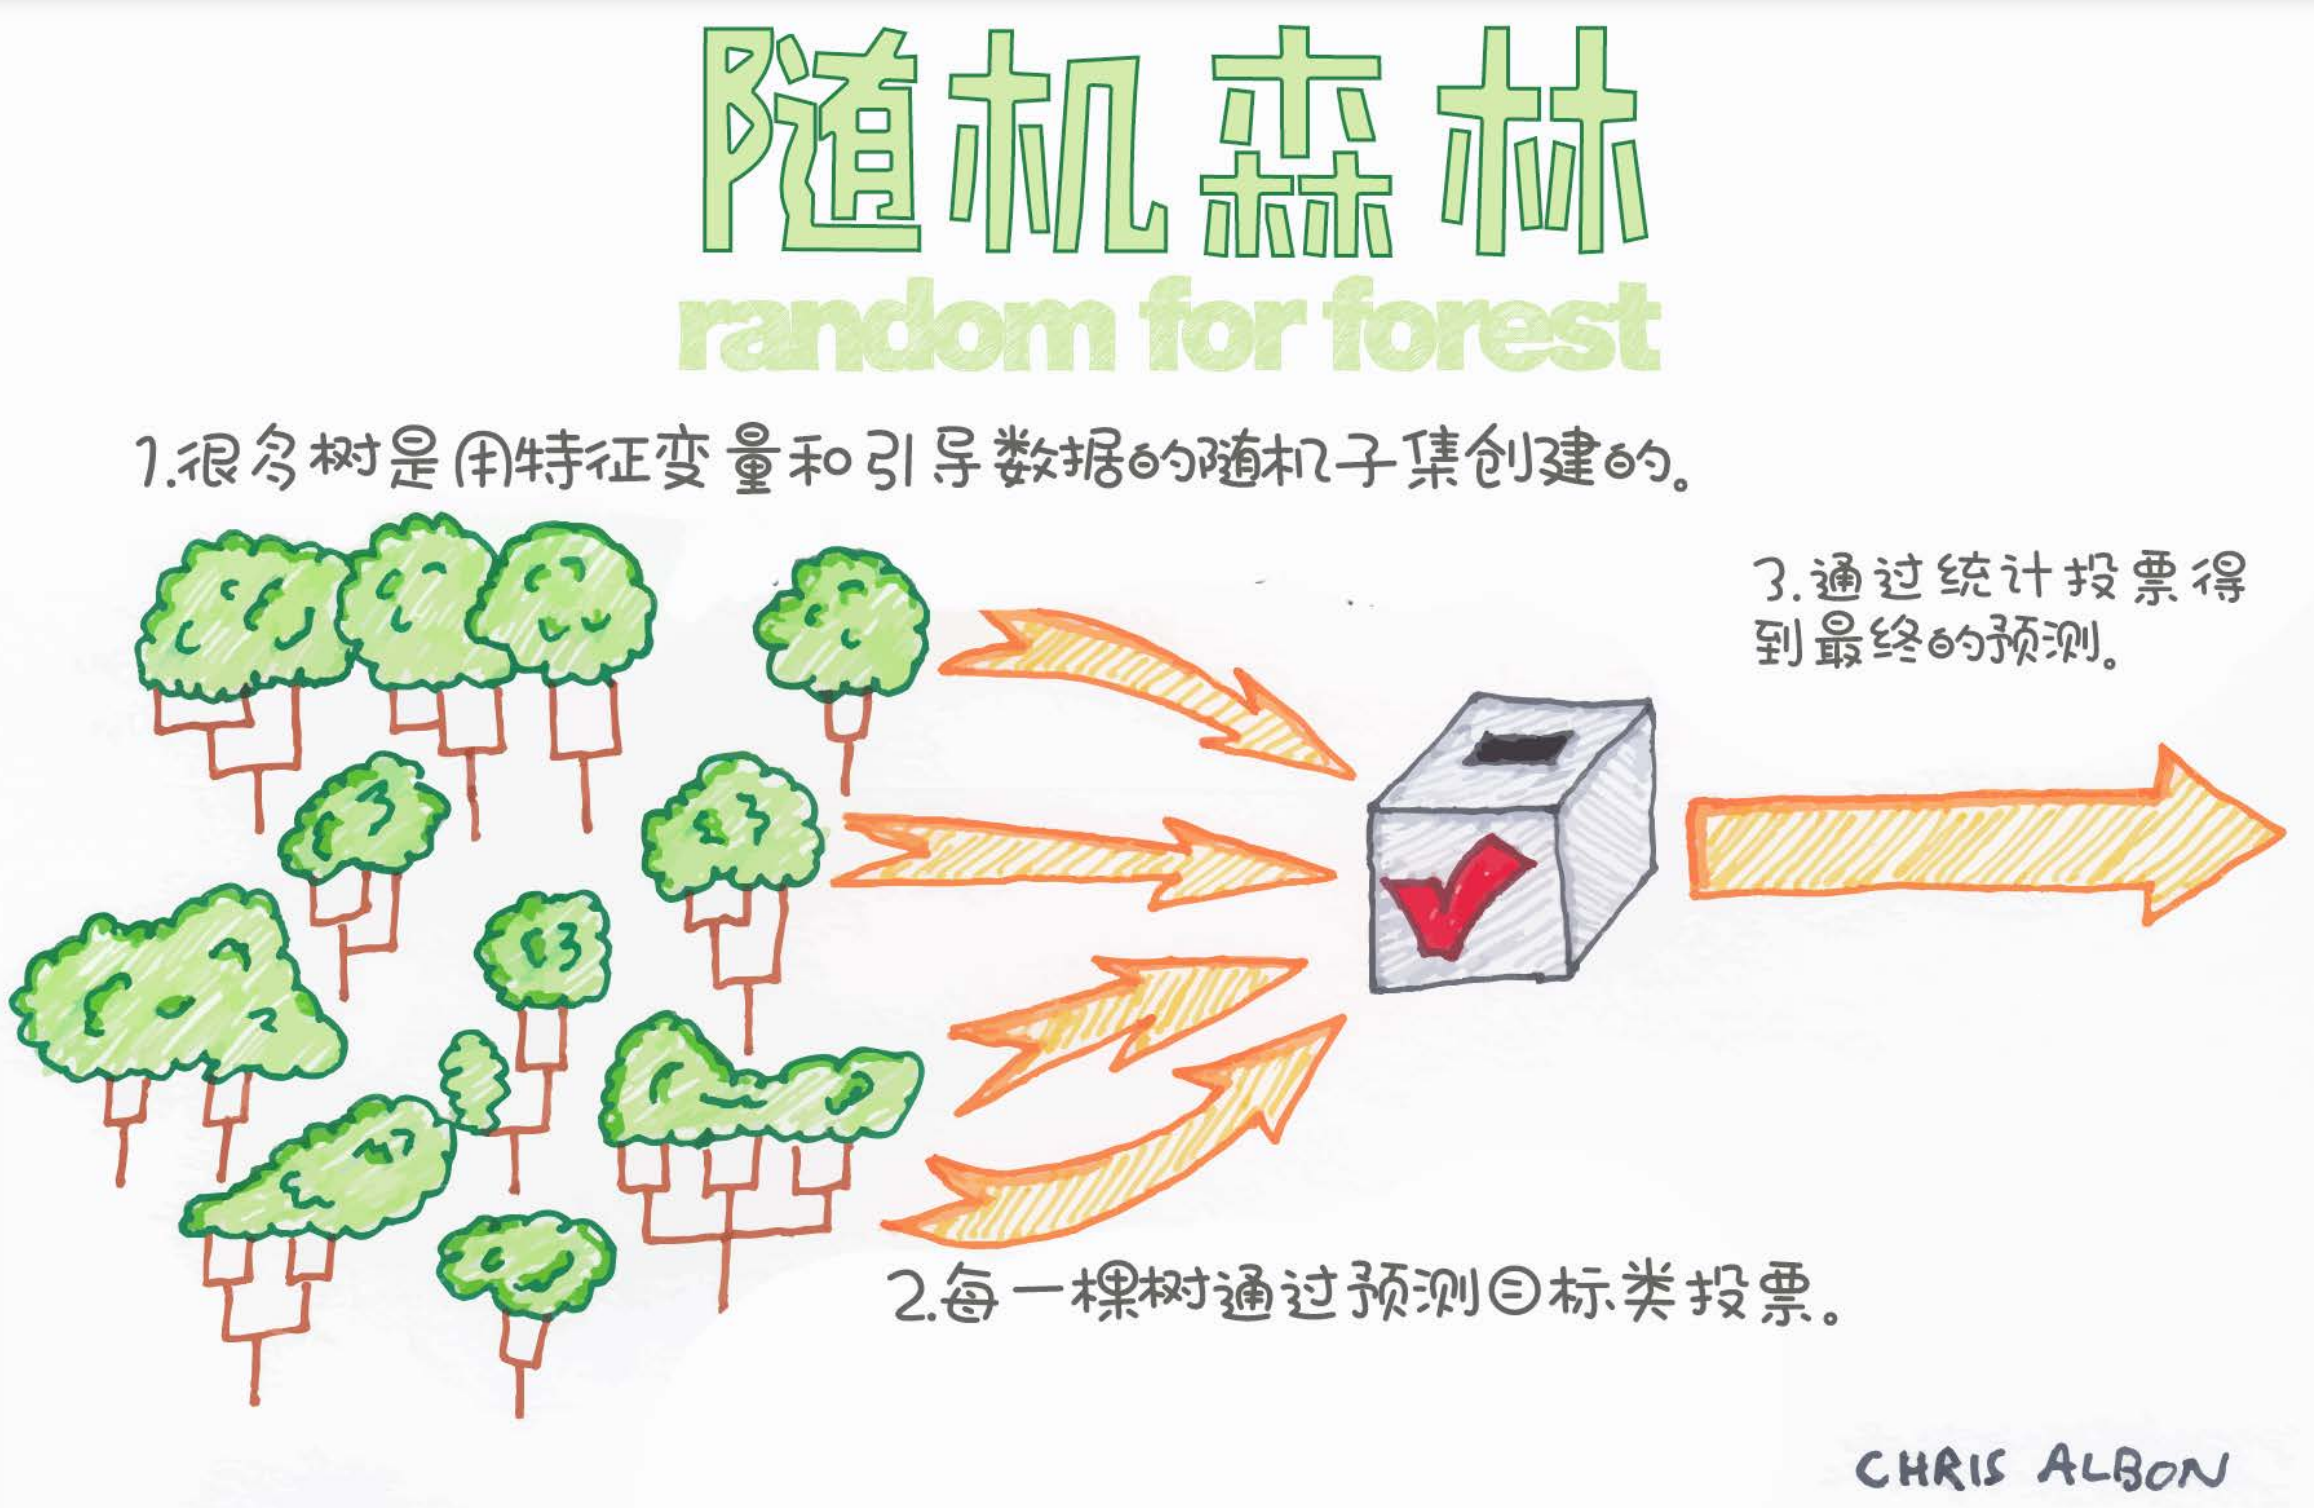 随机森林
random for forest
1.很多树是用特征变量和引导数据的随机子集创建的。
3.通过统计投票得
到最终的预测。
2.每一棵树通过预测目标类投票。
CHRIS ALBON